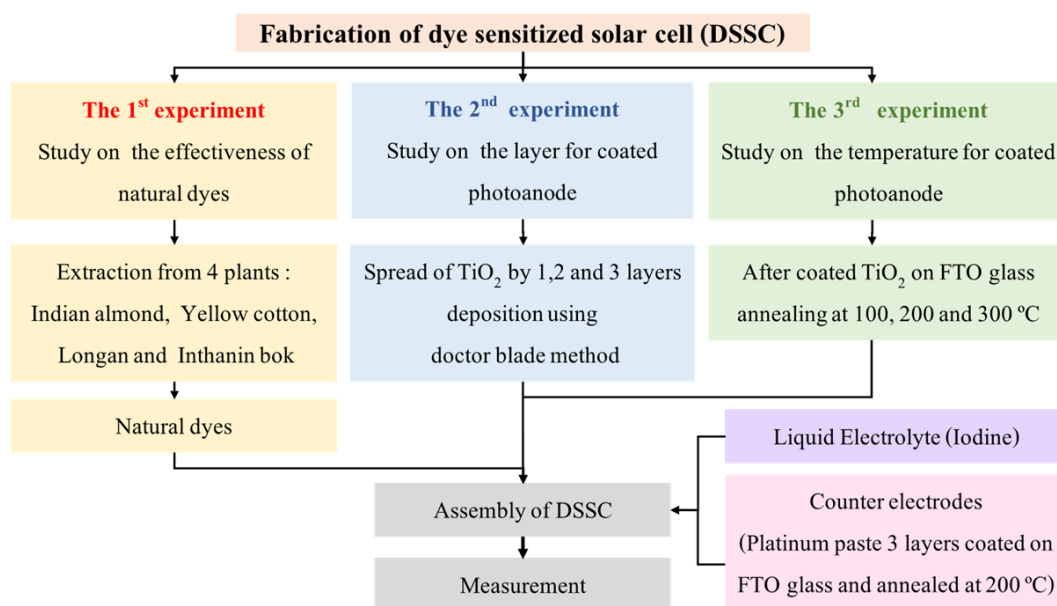 Fabrication of dye sensitized solar cell (DSSC)
The 1st experiment
Study on the effectiveness of
natural dyes
The 2nd experiment
Study on the layer for coated
photoanode
The 3rd experiment
Study on the temperature for coated
photoanode
Extraction from 4 plants :
Indian almond, Yellow cotton,
Longan and Inthanin bok
Spread of TiO2 by 1,2 and 3 layers
deposition using
doctor blade method
After coated TiO2 on FTO glass
annealing at 100, 200 and 300 ºC
Natural dyes
Liquid Electrolyte (Iodine)
Assembly of DSSC
Counter electrodes
(Platinum paste 3 layers coated on
FTO glass and annealed at 200 ºC)
Measurement